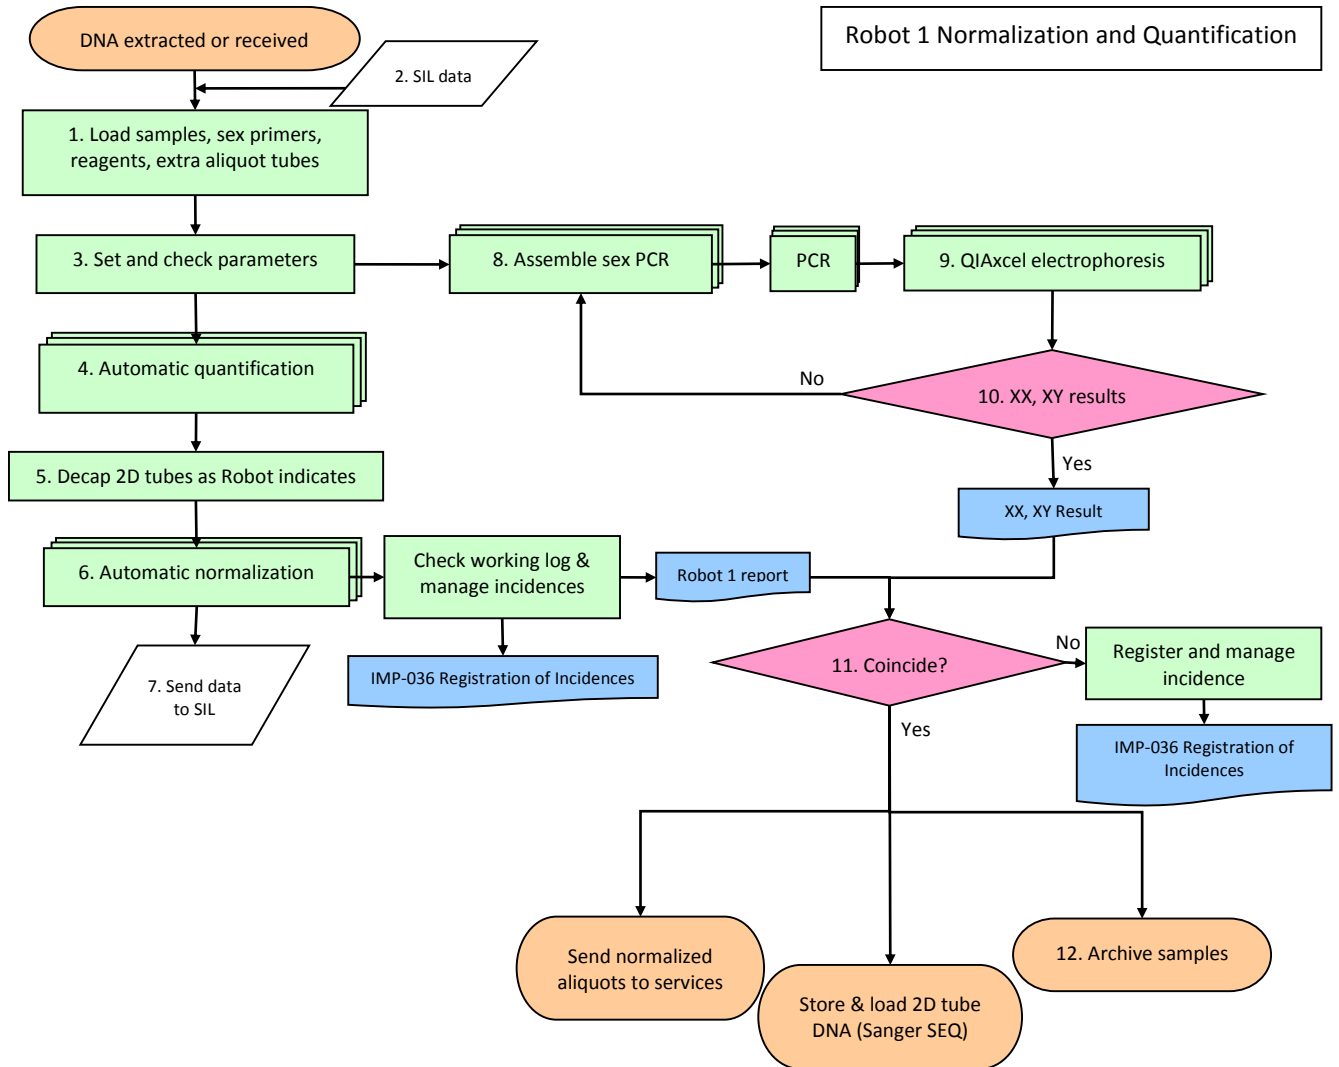 DNA extracted or received
Robot 1 Normalization and Quantification
2. SIL data
1. Load samples, sex primers,
reagents, extra aliquot tubes
3. Set and check parameters
8. Assemble sex PCR
PCR
9. QIAxcel electrophoresis
4. Automatic quantification
No
10. XX, XY results
Yes
5. Decap 2D tubes as Robot indicates
XX, XY Result
6. Automatic normalization
Check working log &
manage incidences
Robot 1 report
IMP-036 Registration of Incidences
7. Send data
to SIL
11. Coincide?
No
Register and manage
incidence
Yes
IMP-036 Registration of
Incidences
Send normalized
aliquots to services
Store & load 2D tube
DNA (Sanger SEQ)
12. Archive samples